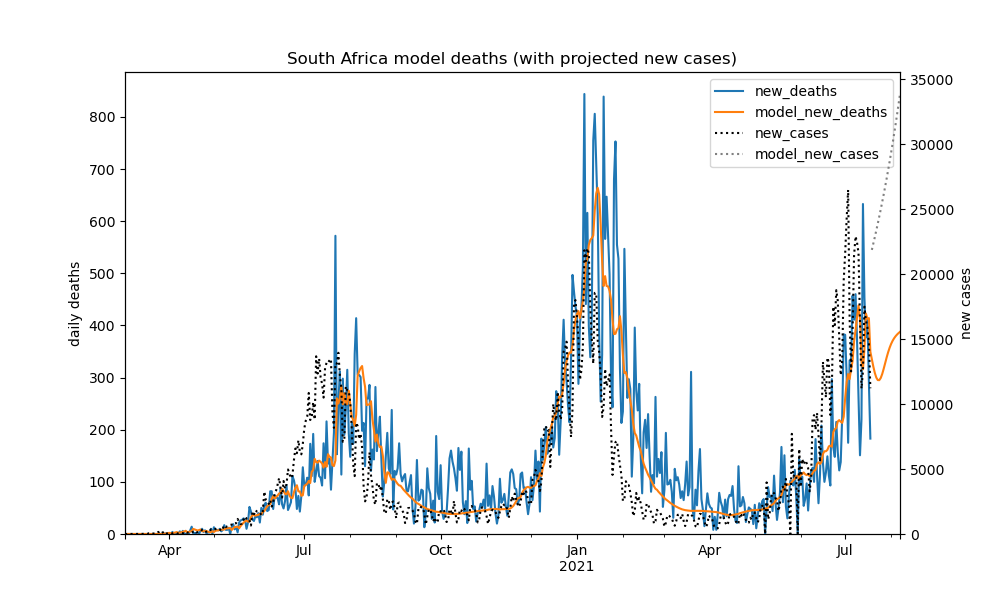 South Africa model deaths (with projected new cases)
new_deaths
model_new_deaths
new_cases
model_new_cases
daily deaths
800
700
600
500
400
300
200
100
0
35000
30000
25000
20000
15000
10000
5000
0
new cases
Apr
Jul
Oct
Jan
2021
Apr
Jul